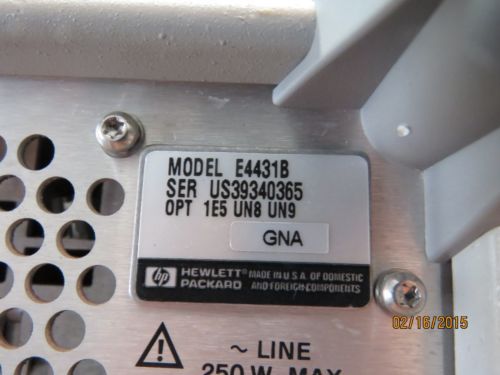 MODEL E4431B
SER US39340365
OPT 1E5 UN8 UN9
GNA
hp HEWLETT PACKARD MADE IN U.S.A. OF DOMESTIC AND FOREIGN COMPONENTS
02/16/2015
~ LINE
250 W MAX